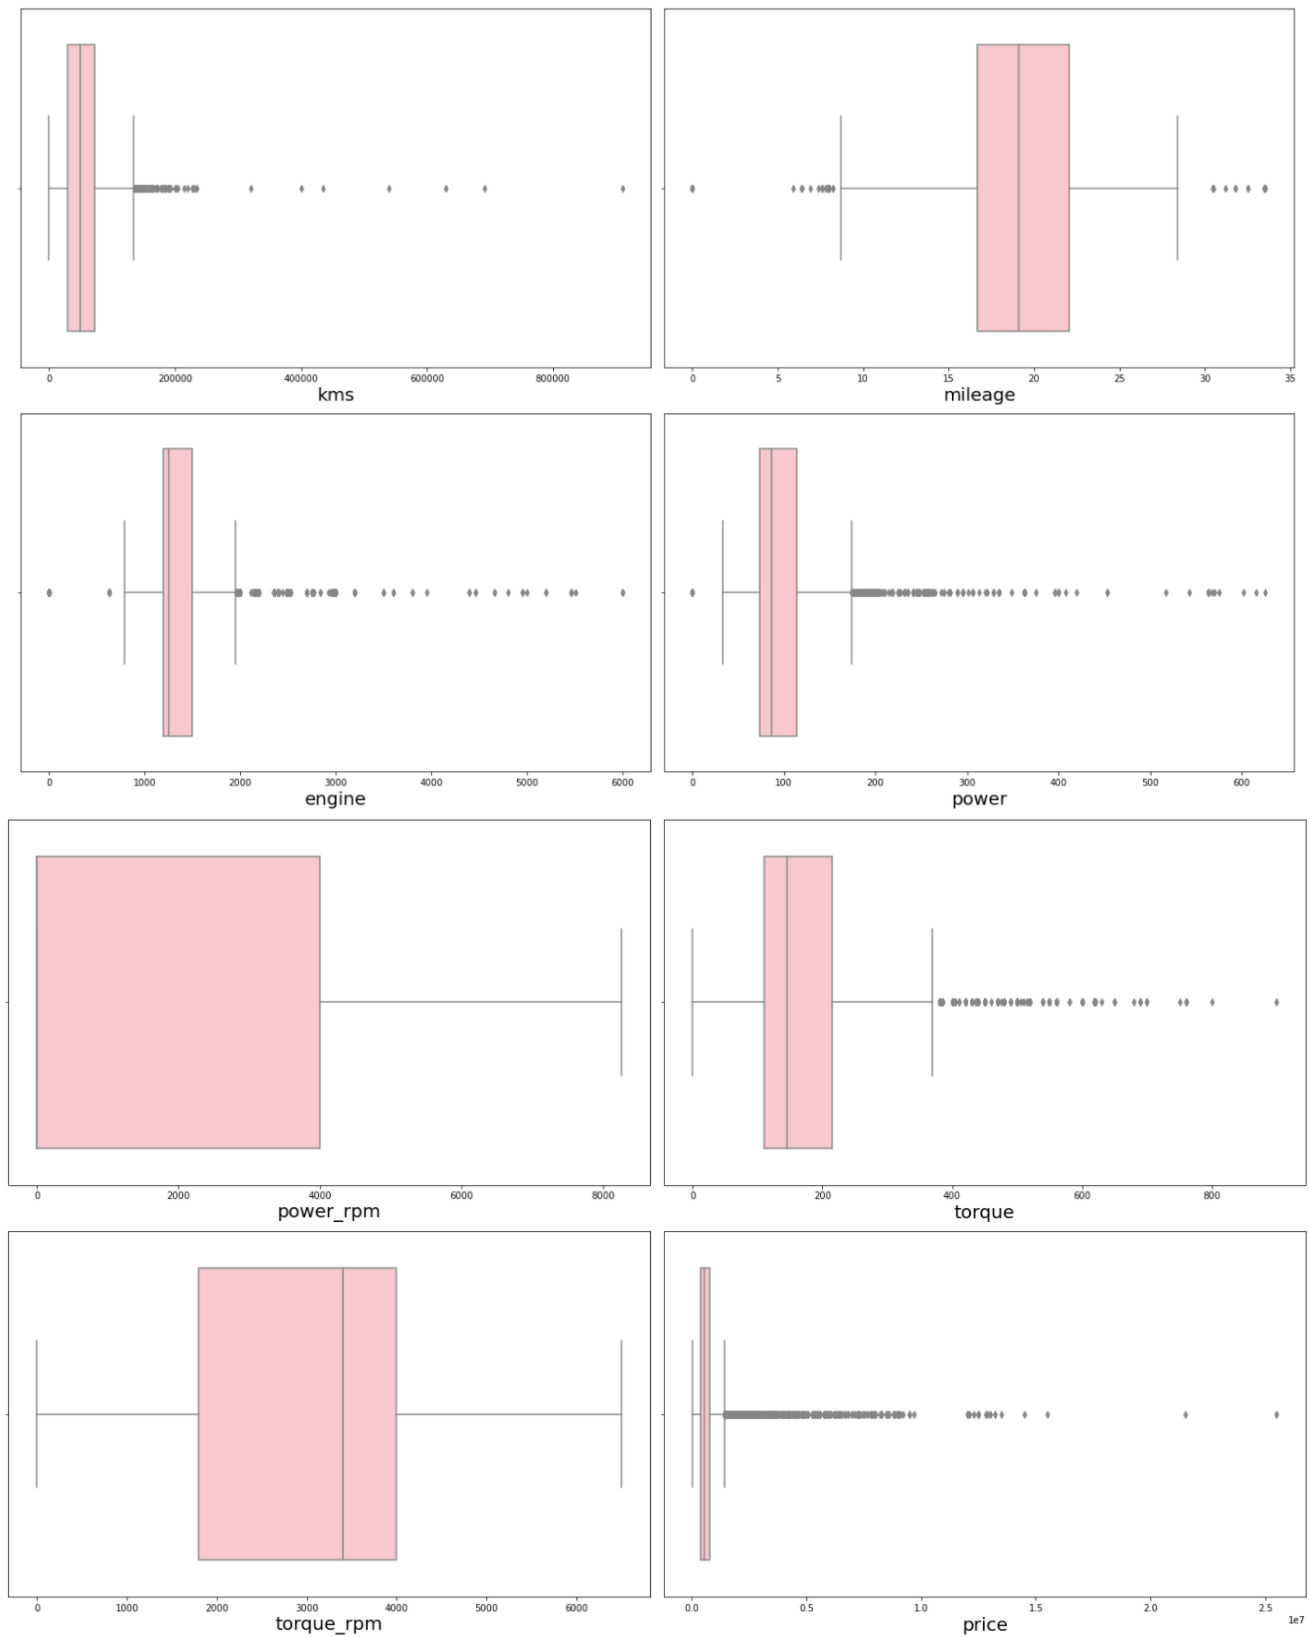 0 200000 400000 600000 800000
kms
0 5 10 15 20 25 30 35
mileage
0 1000 2000 3000 4000 5000 6000
engine
0 100 200 300 400 500 600
power
0 2000 4000 6000 8000
power_rpm
0 200 400 600 800
torque
0 1000 2000 3000 4000 5000 6000
torque_rpm
0.0 0.5 1.0 1.5 2.0 2.5
1e7
price